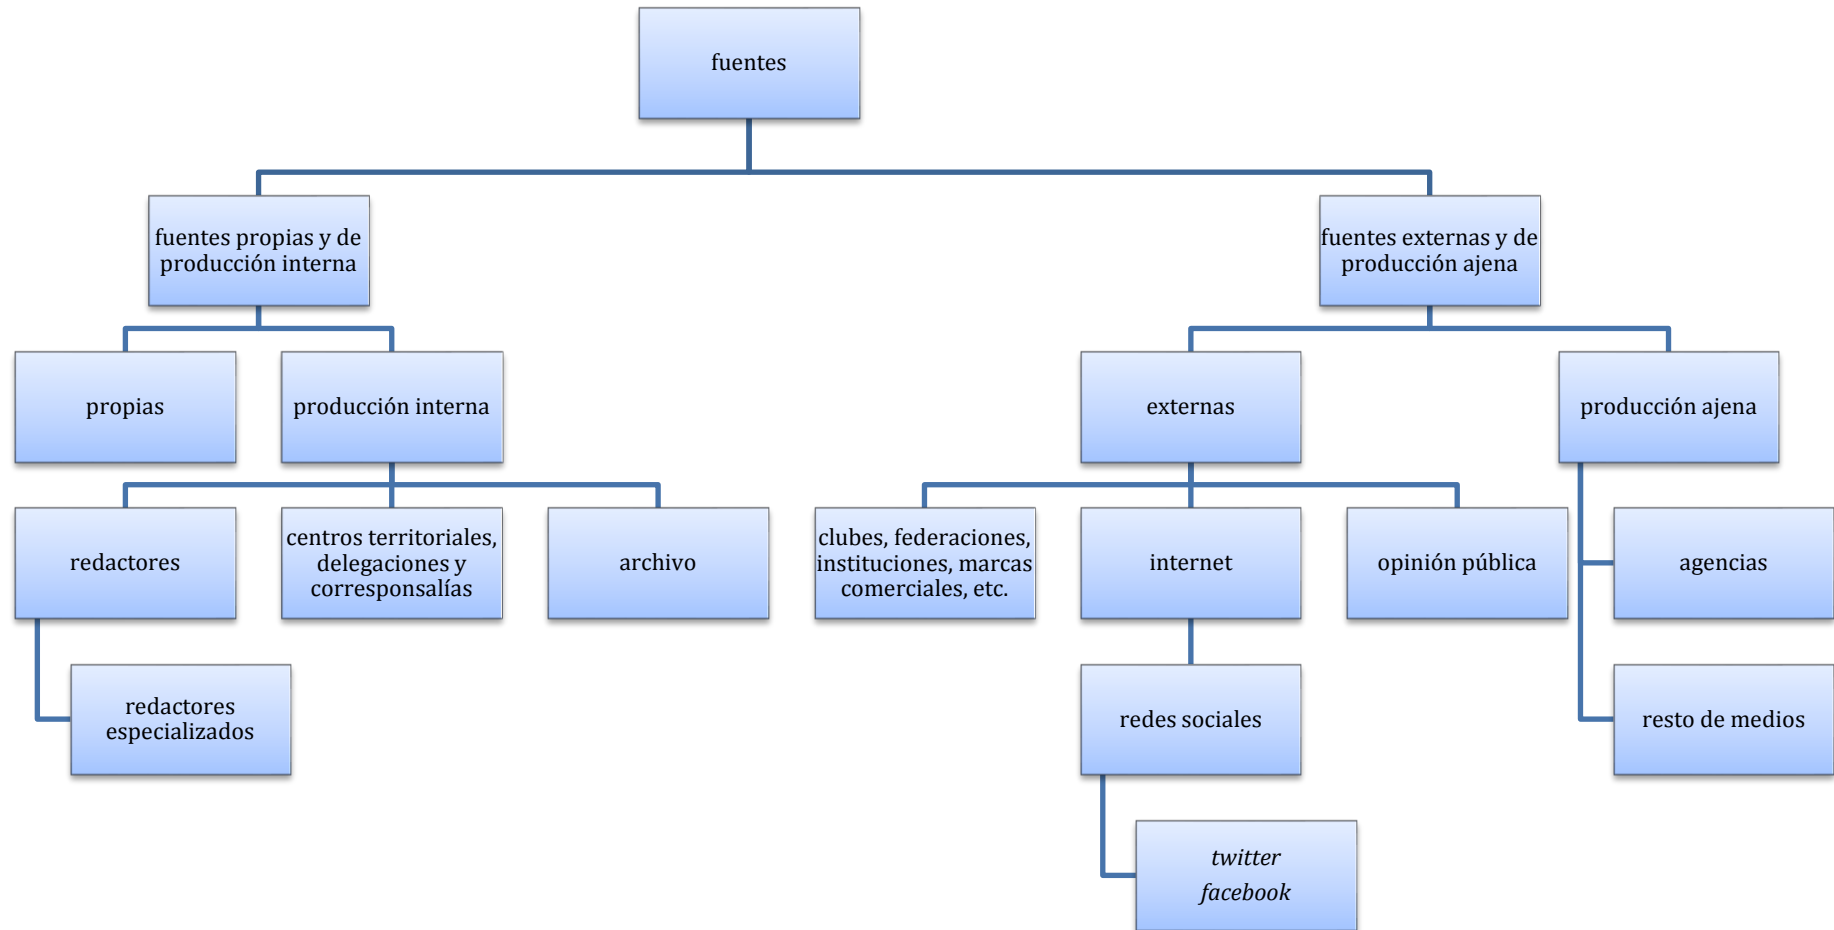 fuentes
fuentes propias y de
producción interna
fuentes externas y de
producción ajena
propias
producción interna
externas
producción ajena
redactores
centros territoriales,
delegaciones y
corresponsalías
archivo
clubes, federaciones,
instituciones, marcas
comerciales, etc.
internet
opinión pública
agencias
redactores
especializados
redes sociales
resto de medios
twitter
facebook